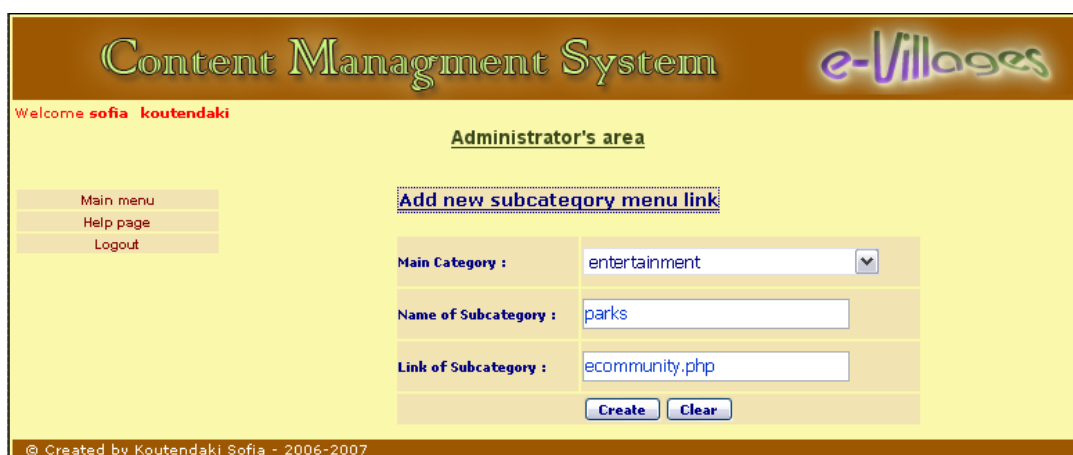 Content Managment System
e-Villages
Welcome sofia koutendaki
Administrator's area
Main menu
Help page
Logout
Add new subcategory menu link
Main Category : entertainment
Name of Subcategory : parks
Link of Subcategory : ecommunity.php
Create Clear
© Created by Koutendaki Sofia - 2006-2007